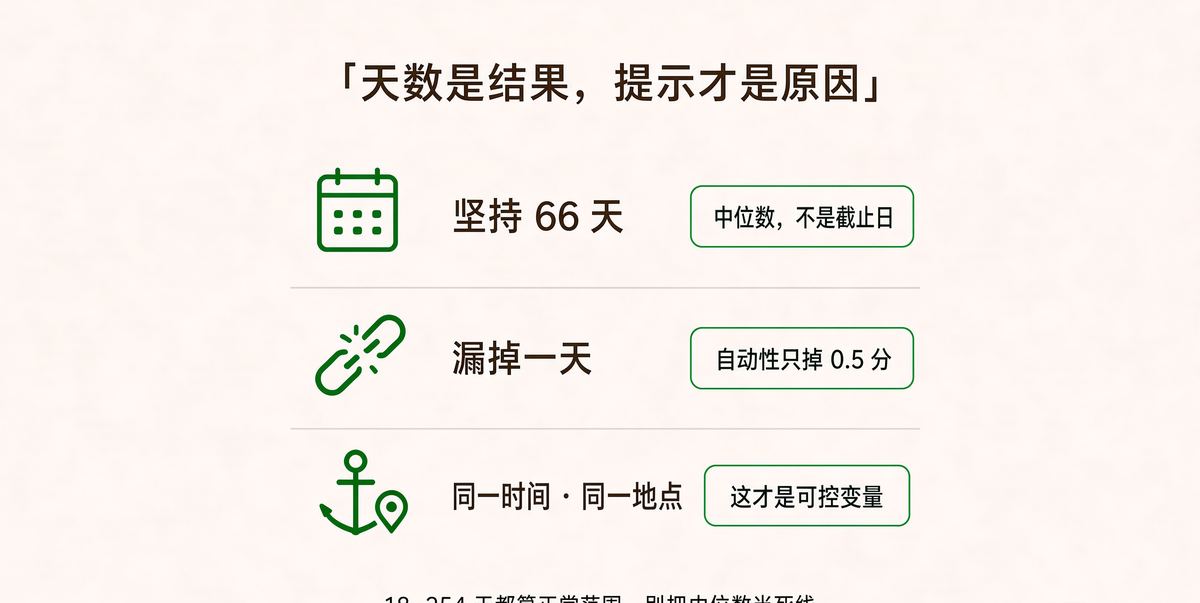 「天数是结果，提示才是原因」
坚持 66 天
中位数，不是截止日
漏掉一天
自动性只掉 0.5 分
同一时间 · 同一地点
这才是可控变量